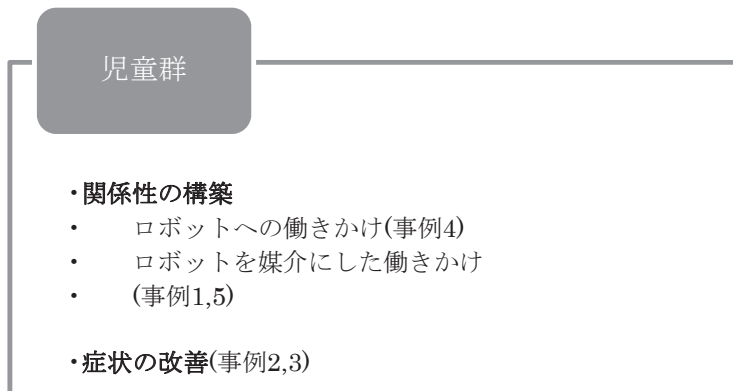 児童群
・関係性の構築
・ ロボットへの働きかけ(事例4)
・ ロボットを媒介にした働きかけ
・ (事例1,5)
・症状の改善(事例2,3)